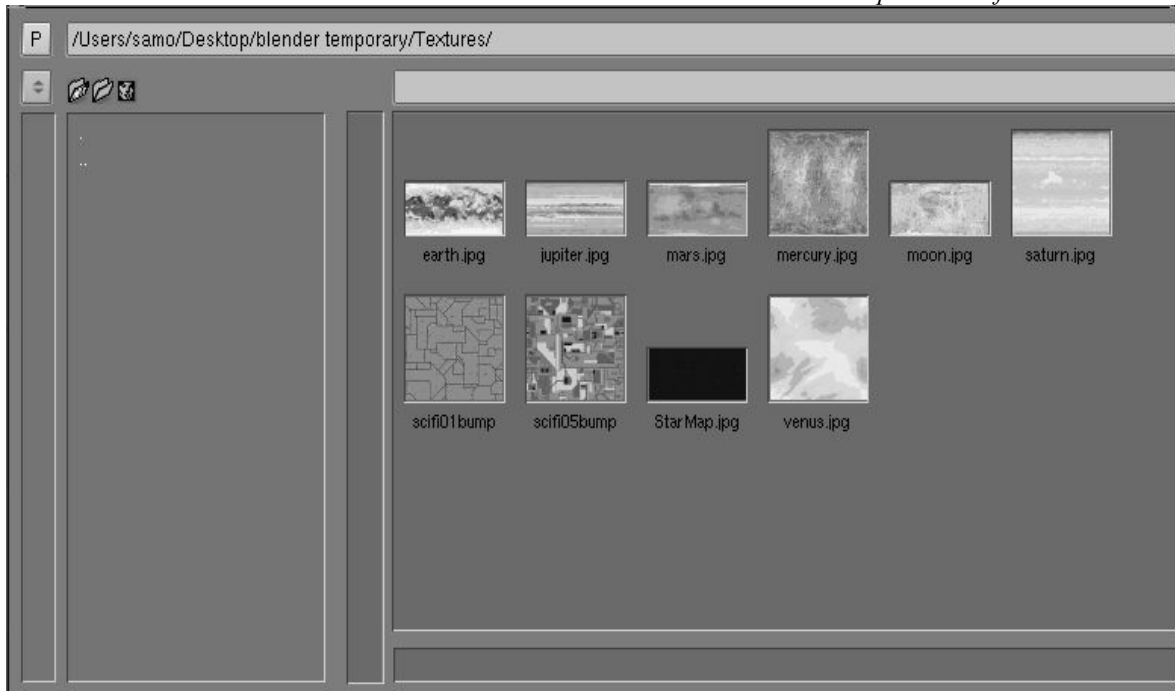 P
/Users/samo/Desktop/blender temporary/Textures/
.
..
earth.jpg jupiter.jpg mars.jpg mercury.jpg moon.jpg saturn.jpg
scifi01bump scifi05bump StarMap.jpg venus.jpg